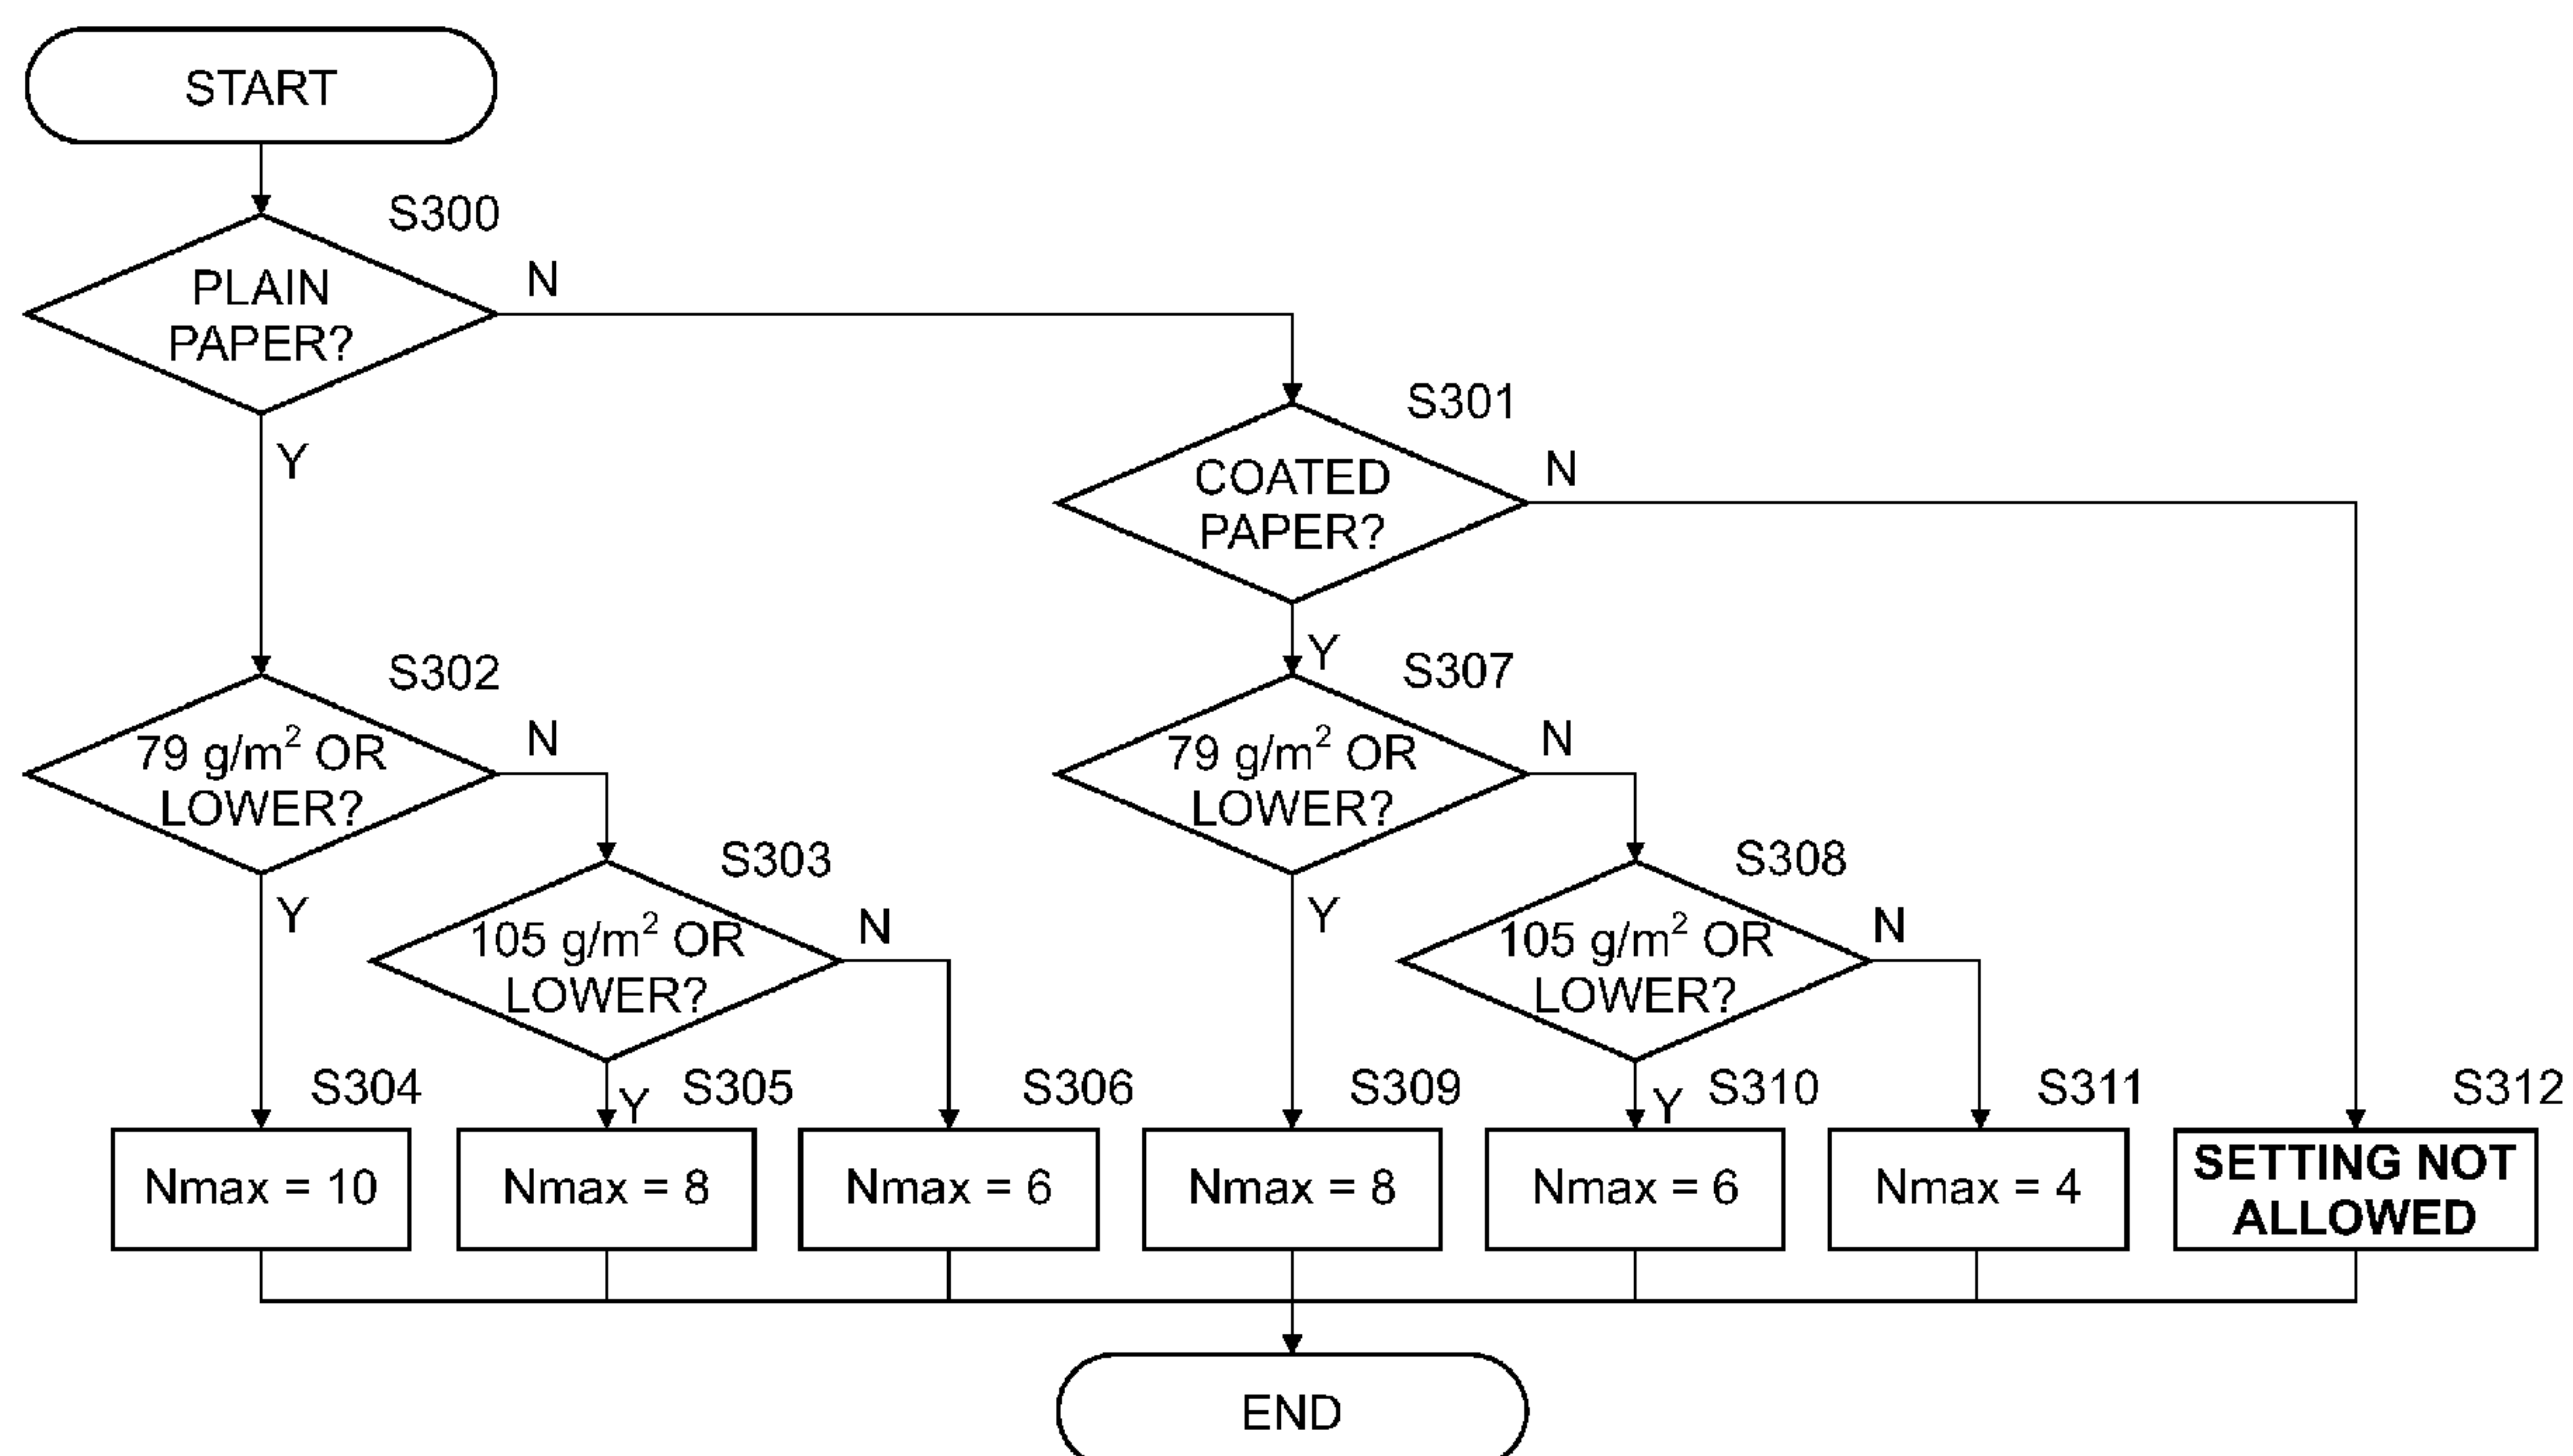 START
S300
PLAIN
PAPER?
N
Y
S301
COATED
PAPER?
N
Y
S302
79 g/m² OR
LOWER?
N
Y
S303
105 g/m² OR
LOWER?
N
Y
S307
79 g/m² OR
LOWER?
N
Y
S308
105 g/m² OR
LOWER?
N
Y
S304
Nmax = 10
S305
Nmax = 8
S306
Nmax = 6
S309
Nmax = 8
S310
Nmax = 6
S311
Nmax = 4
S312
SETTING NOT
ALLOWED
END